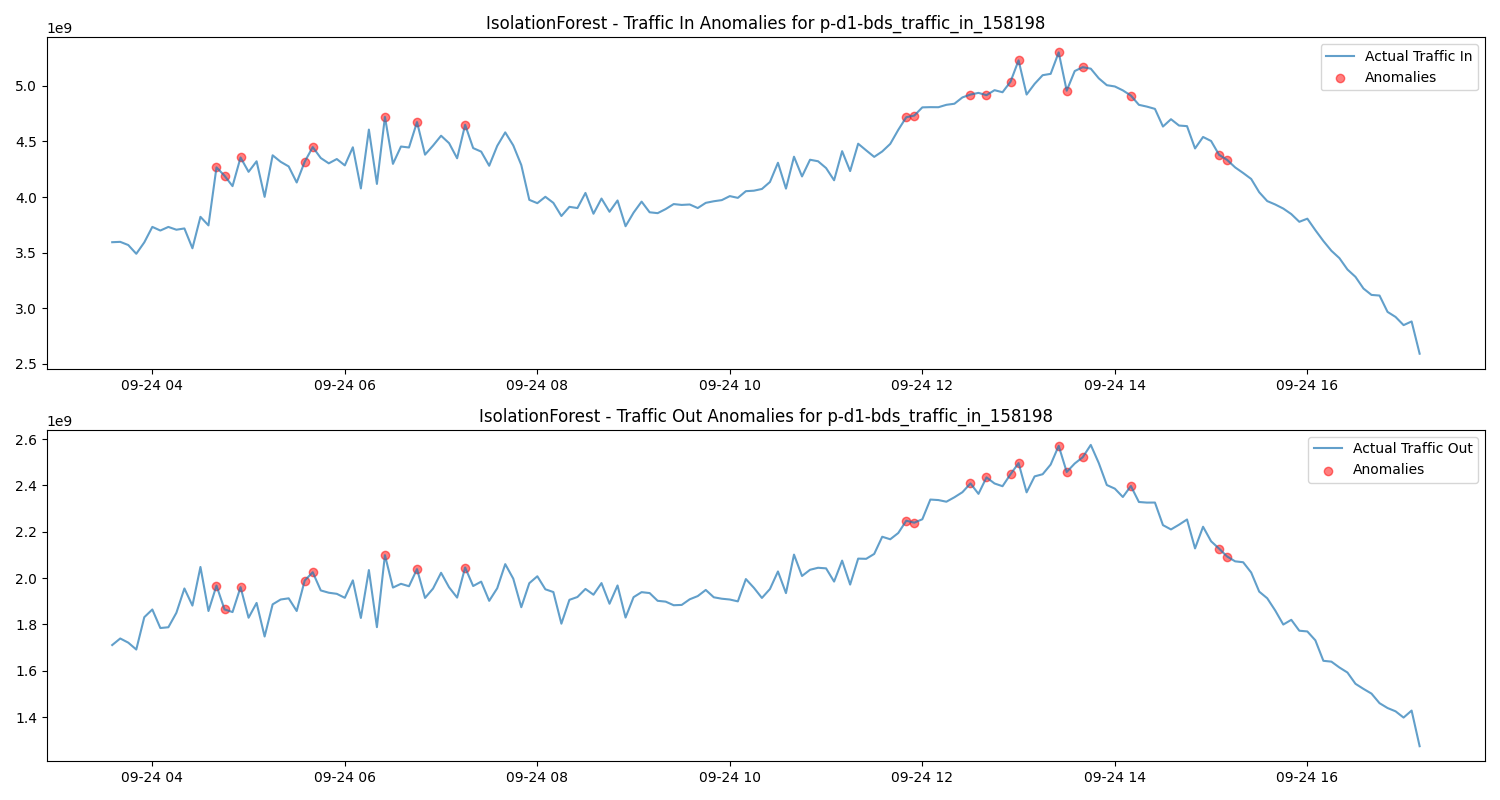 IsolationForest - Traffic In Anomalies for p-d1-bds_traffic_in_158198
1e9
Actual Traffic In
Anomalies
5.0
4.5
4.0
3.5
3.0
2.5
09-24 04 09-24 06 09-24 08 09-24 10 09-24 12 09-24 14 09-24 16
IsolationForest - Traffic Out Anomalies for p-d1-bds_traffic_in_158198
1e9
Actual Traffic Out
Anomalies
2.6
2.4
2.2
2.0
1.8
1.6
1.4
09-24 04 09-24 06 09-24 08 09-24 10 09-24 12 09-24 14 09-24 16